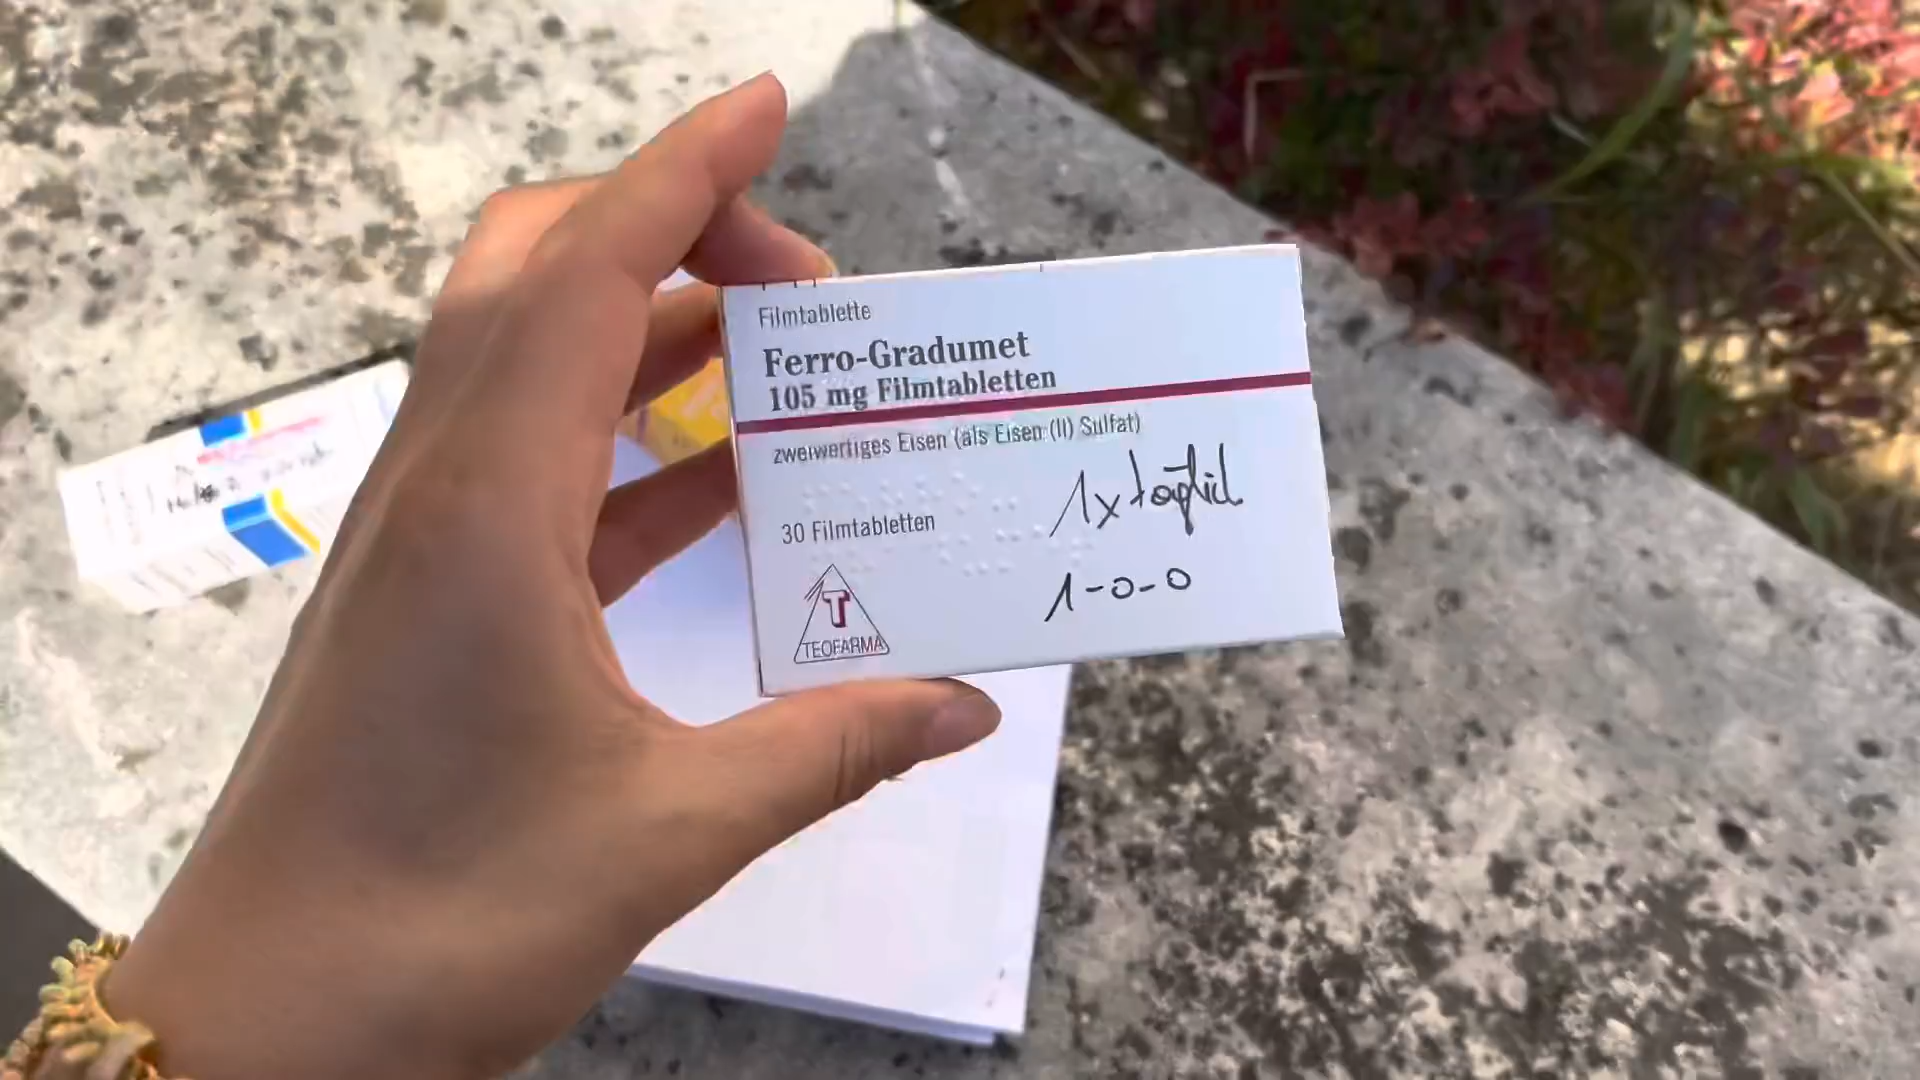 Filmtablette
Ferro-Gradumet
105 mg Filmtabletten
zweiwertiges Eisen (als Eisen (II) Sulfat)
1x täglich
30 Filmtabletten
1-0-0
T
TEOFARMA